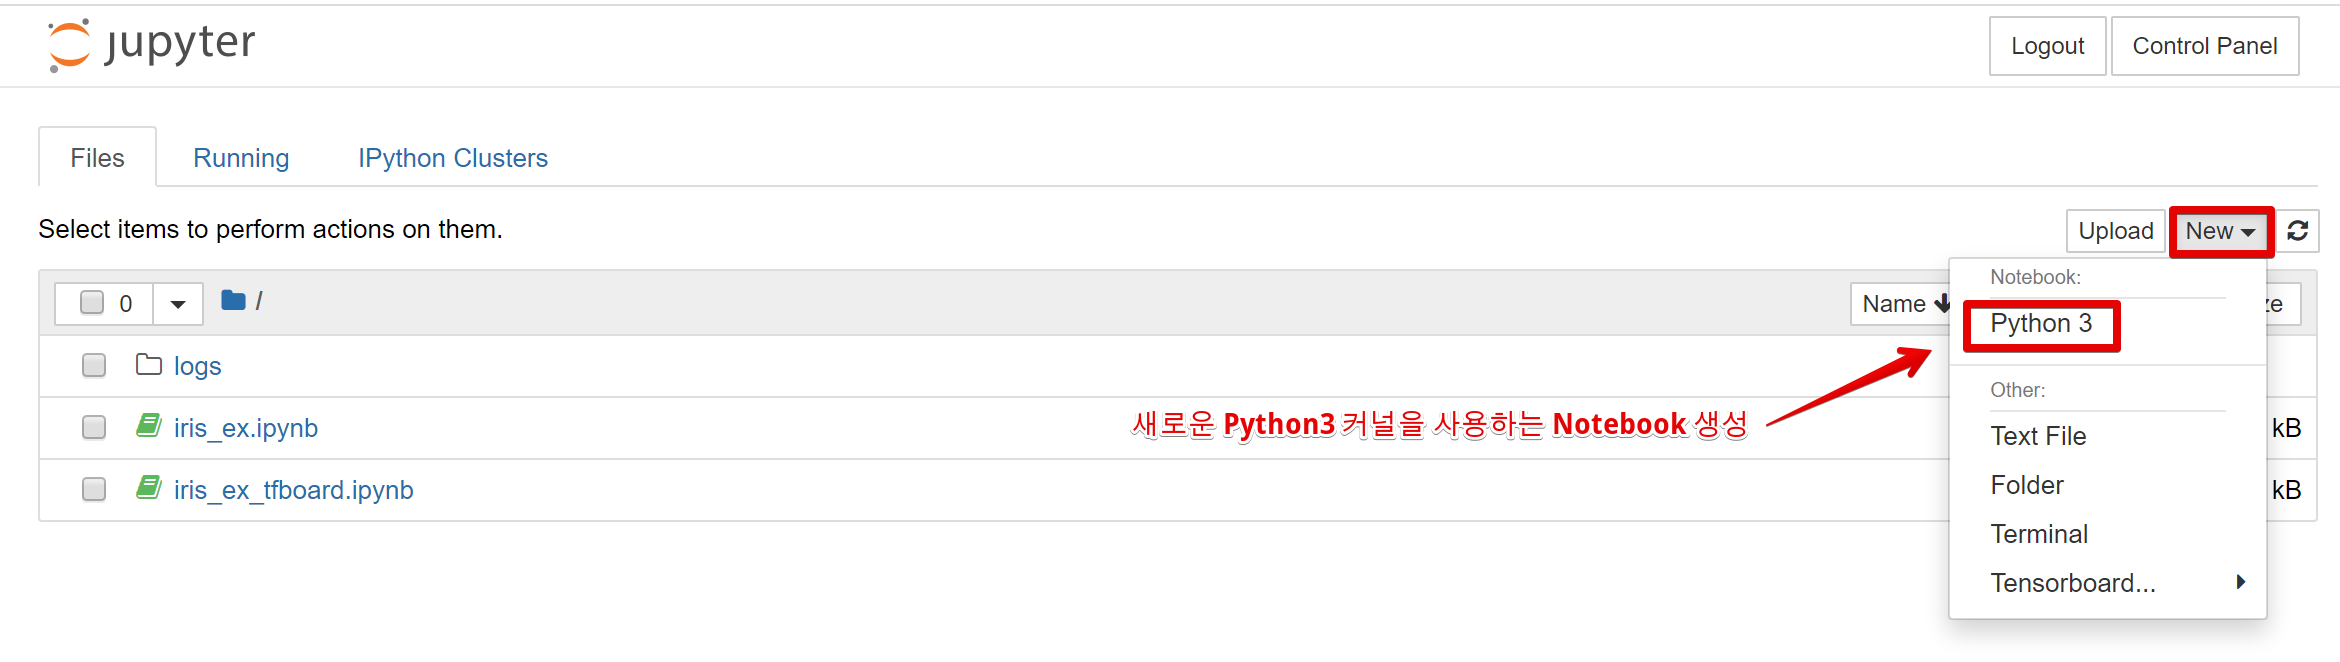 jupyter
Logout
Control Panel
Files
Running
IPython Clusters
Select items to perform actions on them.
Upload
New
0
/
Name
Notebook:
Python 3
logs
Other:
새로운 Python3 커널을 사용하는 Notebook 생성
iris_ex.ipynb
Text File
kB
Folder
iris_ex_tfboard.ipynb
kB
Terminal
Tensorboard...